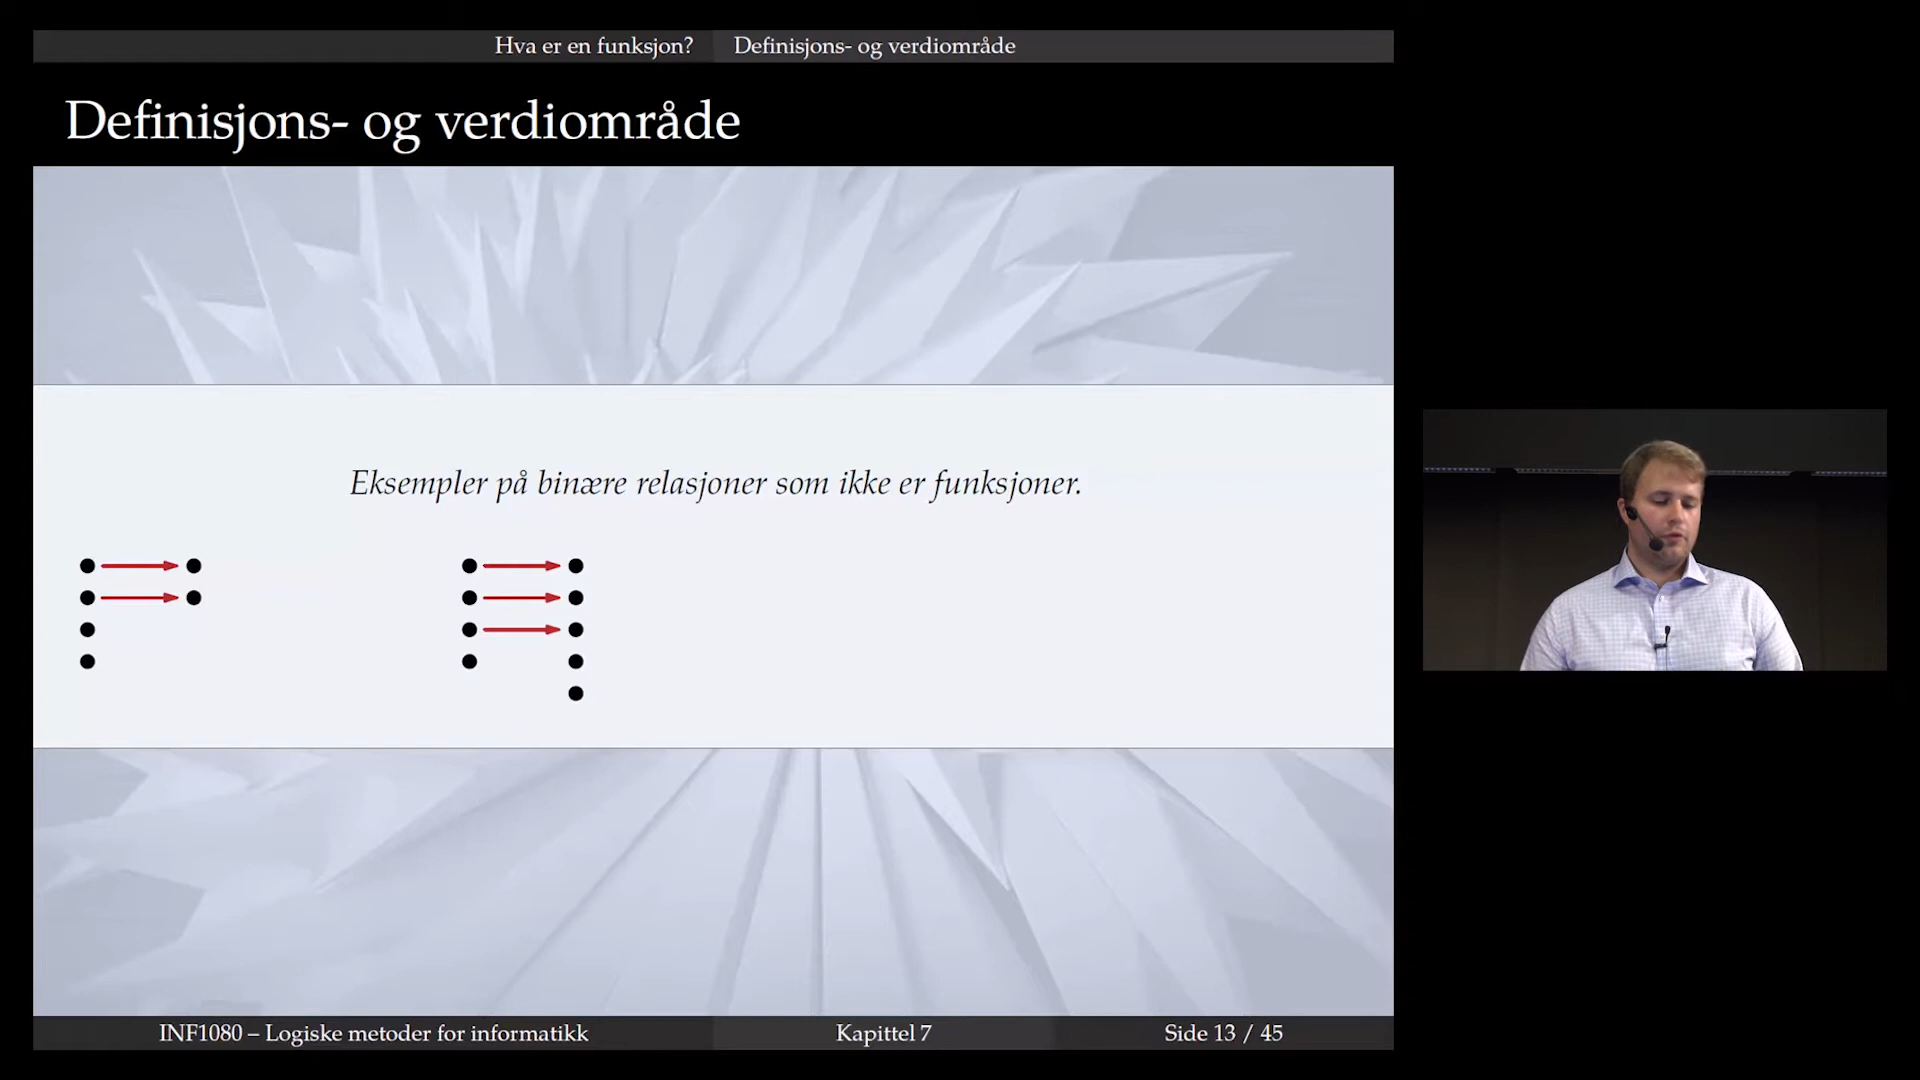 Hva er en funksjon? Definisjons- og verdiområde
Definisjons- og verdiområde
Eksempler på binære relasjoner som ikke er funksjoner.
INF1080 – Logiske metoder for informatikk Kapittel 7 Side 13 / 45